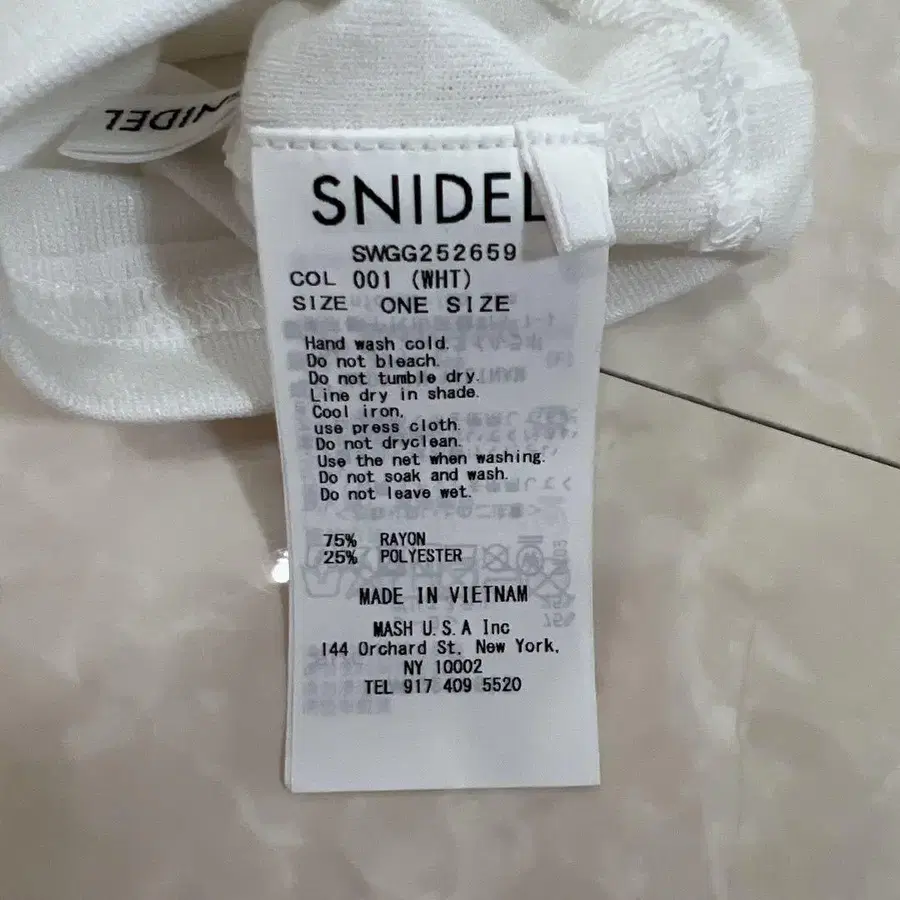 SNIDEL
SNIDEL
SWGG252659
COL 001 (WHT)
SIZE ONE SIZE
Hand wash cold.
Do not bleach.
Do not tumble dry.
Line dry in shade.
Cool iron,
use press cloth.
Do not dryclean.
Use the net when washing.
Do not soak and wash.
Do not leave wet.
75% RAYON
25% POLYESTER
MADE IN VIETNAM
MASH U.S.A Inc
144 Orchard St, New York,
NY 10002
TEL 917 409 5520